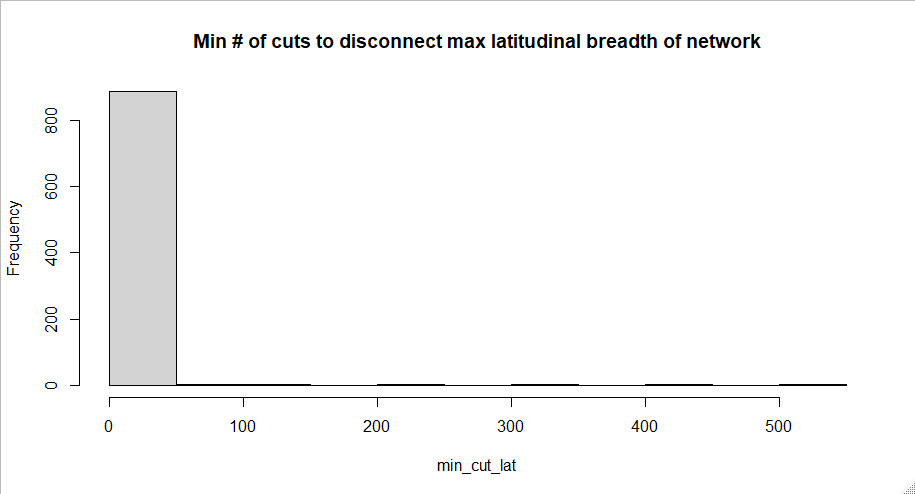 Min # of cuts to disconnect max latitudinal breadth of network
Frequency
800
600
400
200
0
0 100 200 300 400 500
min_cut_lat